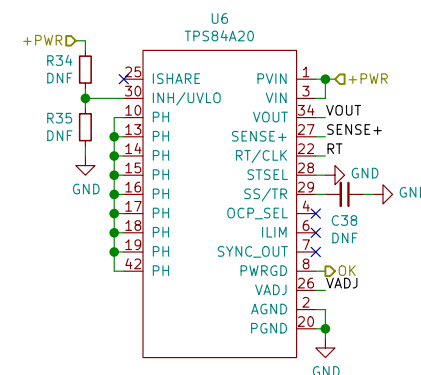 U6
TPS84A20
+PWR
R34
DNF
R35
DNF
GND
25 ISHARE
30 INH/UVLO
10 PH
13 PH
14 PH
15 PH
16 PH
17 PH
18 PH
19 PH
42 PH
PVIN 1 +PWR
VIN 3
VOUT 34 VOUT
SENSE+ 27 SENSE+
RT/CLK 22 RT
STSEL 28 GND
SS/TR 29 GN
C38
DNF
OCP_SEL 4
ILIM 6
SYNC_OUT 7
PWRGD 8 OK
VADJ 26 VADJ
AGND 2
PGND 20
GND